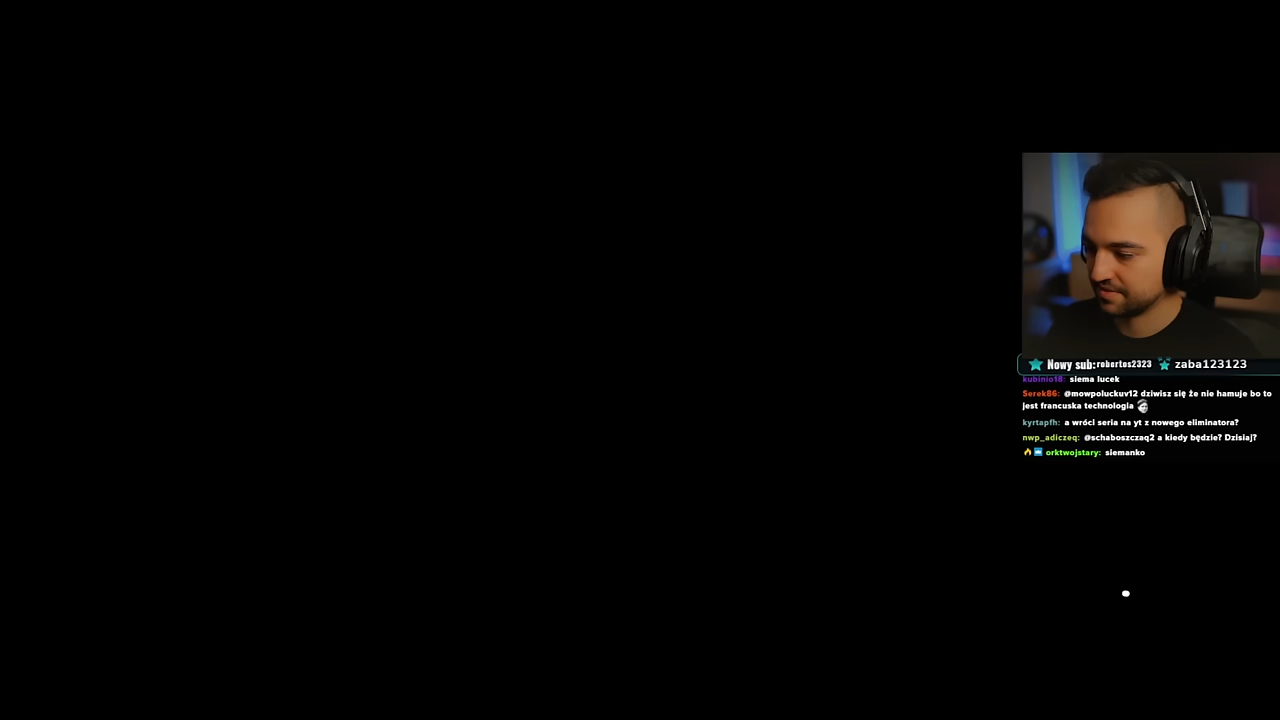 Nowy sub: robertos2323 zaba123123
kubinio18: siema lucek
Serek86: @mowpoluckuv12 dziwisz się że nie hamuje bo to
jest francuska technologia
kyrtapfh: a wróci seria na yt z nowego eliminatora?
nwp_adiczeq: @schaboszczaq2 a kiedy będzie? Dzisiaj?
orktwojstary: siemanko